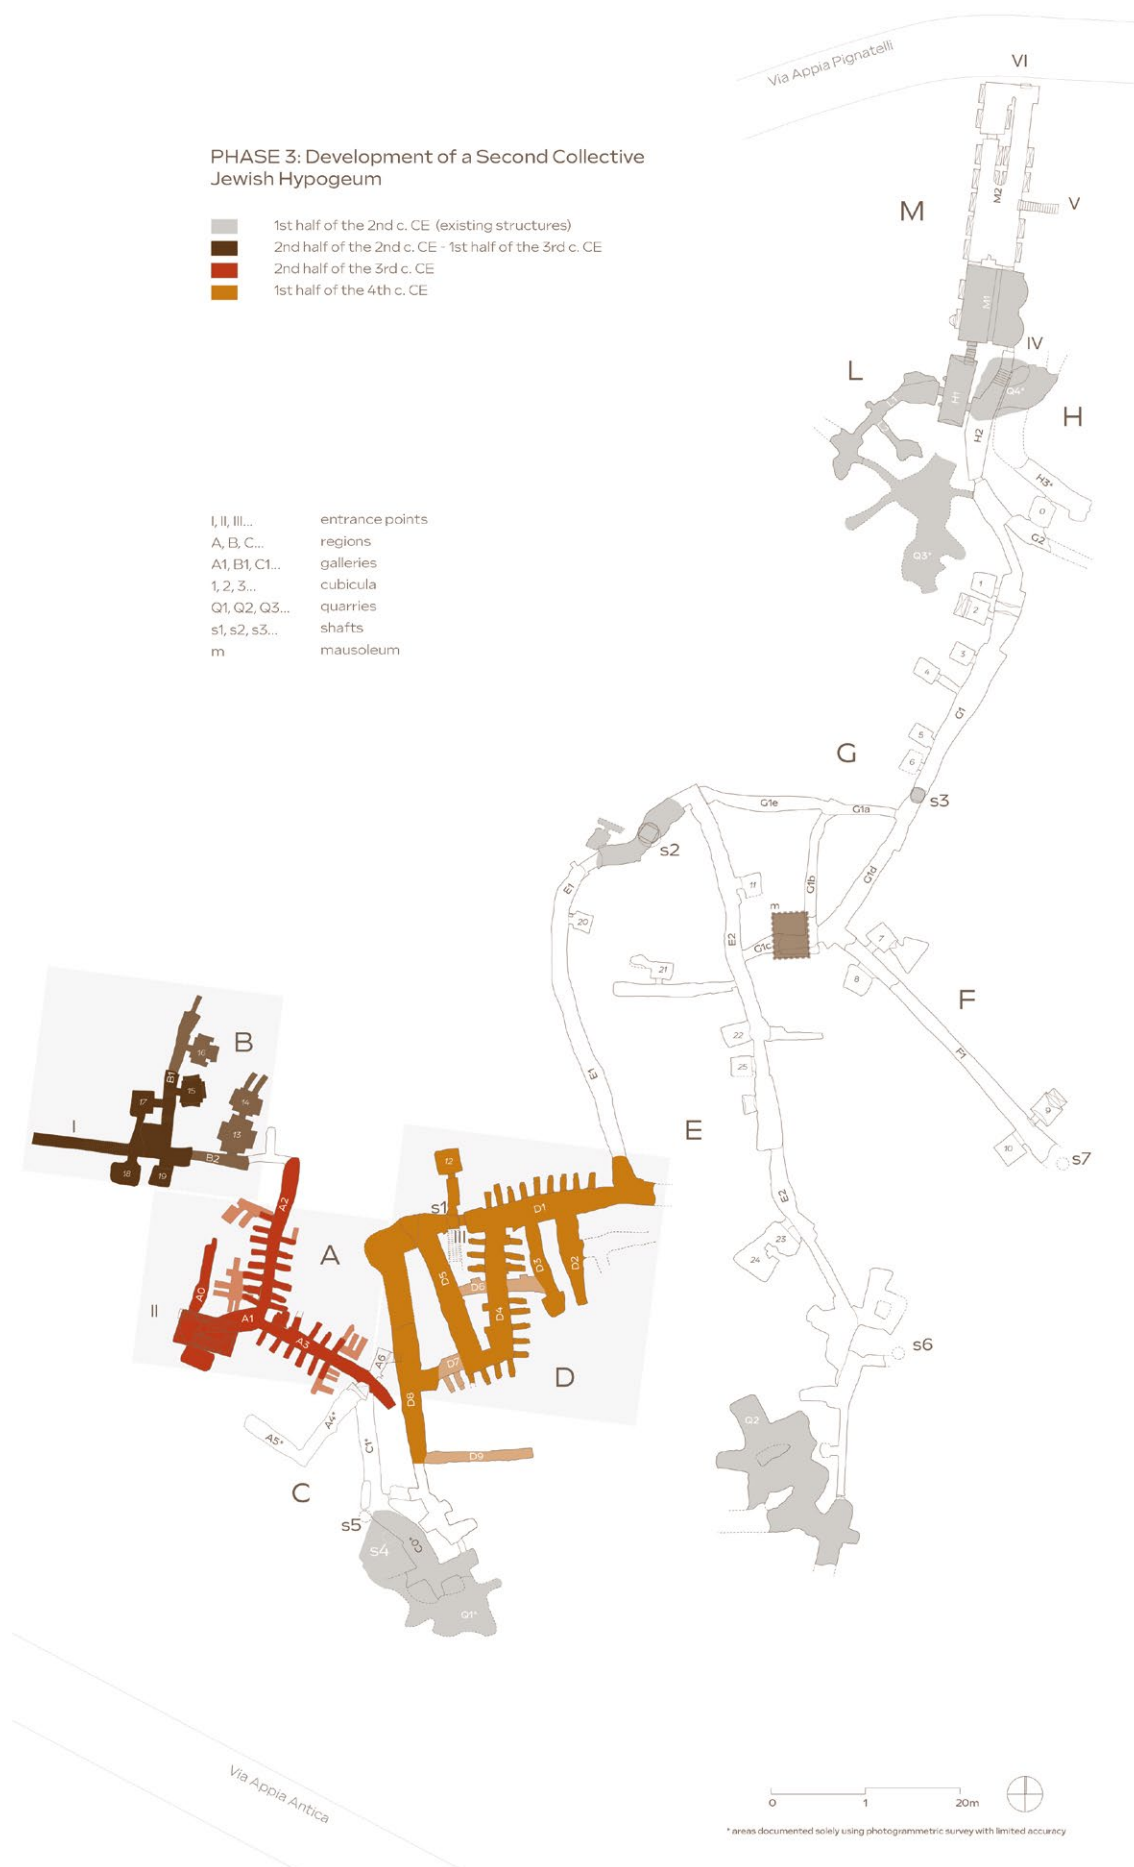 Via Appia Pignatelli
VI
PHASE 3: Development of a Second Collective
Jewish Hypogeum
1st half of the 2nd c. CE (existing structures)
2nd half of the 2nd c. CE - 1st half of the 3rd c. CE
2nd half of the 3rd c. CE
1st half of the 4th c. CE
M
M2
V
M1
IV
L
H1
Q4*
H
H2
H3*
0
G2
Q3*
I, II, III... entrance points
A, B, C... regions
A1, B1, C1... galleries
1, 2, 3... cubicula
Q1, Q2, Q3... quarries
s1, s2, s3... shafts
m mausoleum
1
2
3
4
G1
5
6
G
s3
G1e
G1a
s2
E1
G1b
G1d
11
m
20
E2
G1c
7
21
8
F
22
F1
B
16
B1
15
17
14
I
13
B2
18
19
25
E1
E
9
10
s7
12
s1
III
D1
A2
A
A0
II
A1
A3
D5
D6
D3
D2
D4
D7
D
A6
D8
E2
23
24
s6
A4*
A5*
C1*
D9
Q2
C
s5
s4
C0*
Q1*
Via Appia Antica
0 1 20m
* areas documented solely using photogrammetric survey with limited accuracy